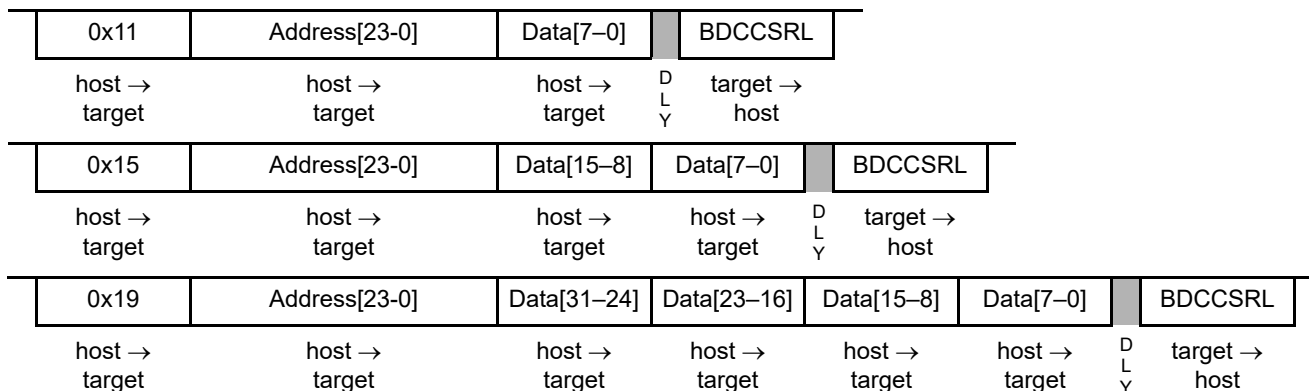 0x11 Address[23-0] Data[7–0] BDCCSRL
host → host → host → D L Y target →
target target target host
0x15 Address[23-0] Data[15–8] Data[7–0] BDCCSRL
host → host → host → host → D L Y target →
target target target target host
0x19 Address[23-0] Data[31–24] Data[23–16] Data[15–8] Data[7–0] BDCCSRL
host → host → host → host → host → host → D L Y target →
target target target target target target host